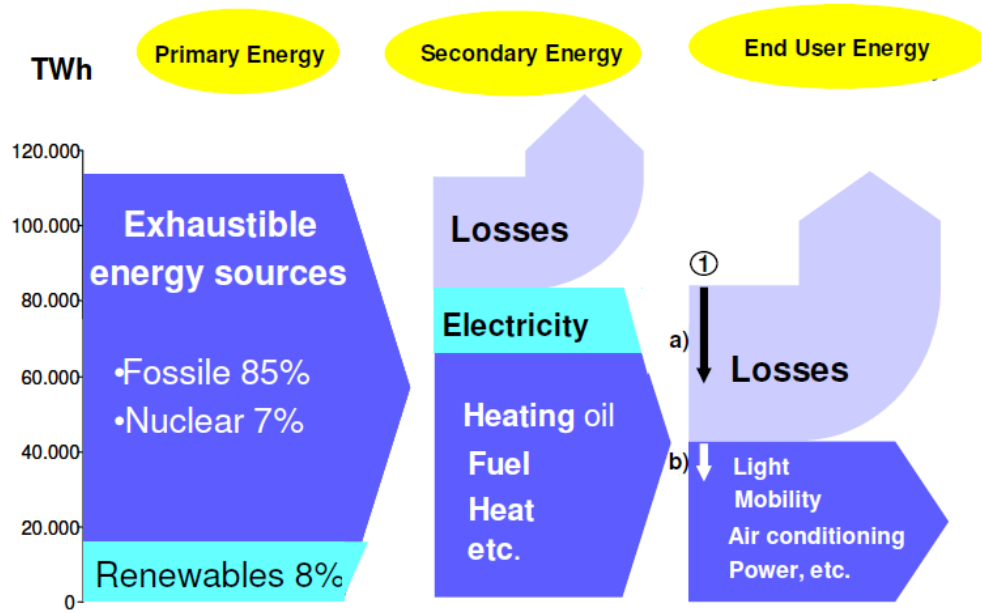 Primary Energy
Secondary Energy
End User Energy
TWh
120.000
100.000
80.000
60.000
40.000
20.000
0
Exhaustible
energy sources
•Fossile 85%
•Nuclear 7%
Renewables 8%
Losses
Electricity
Heating oil
Fuel
Heat
etc.
1
a)
Losses
b)
Light
Mobility
Air conditioning
Power, etc.